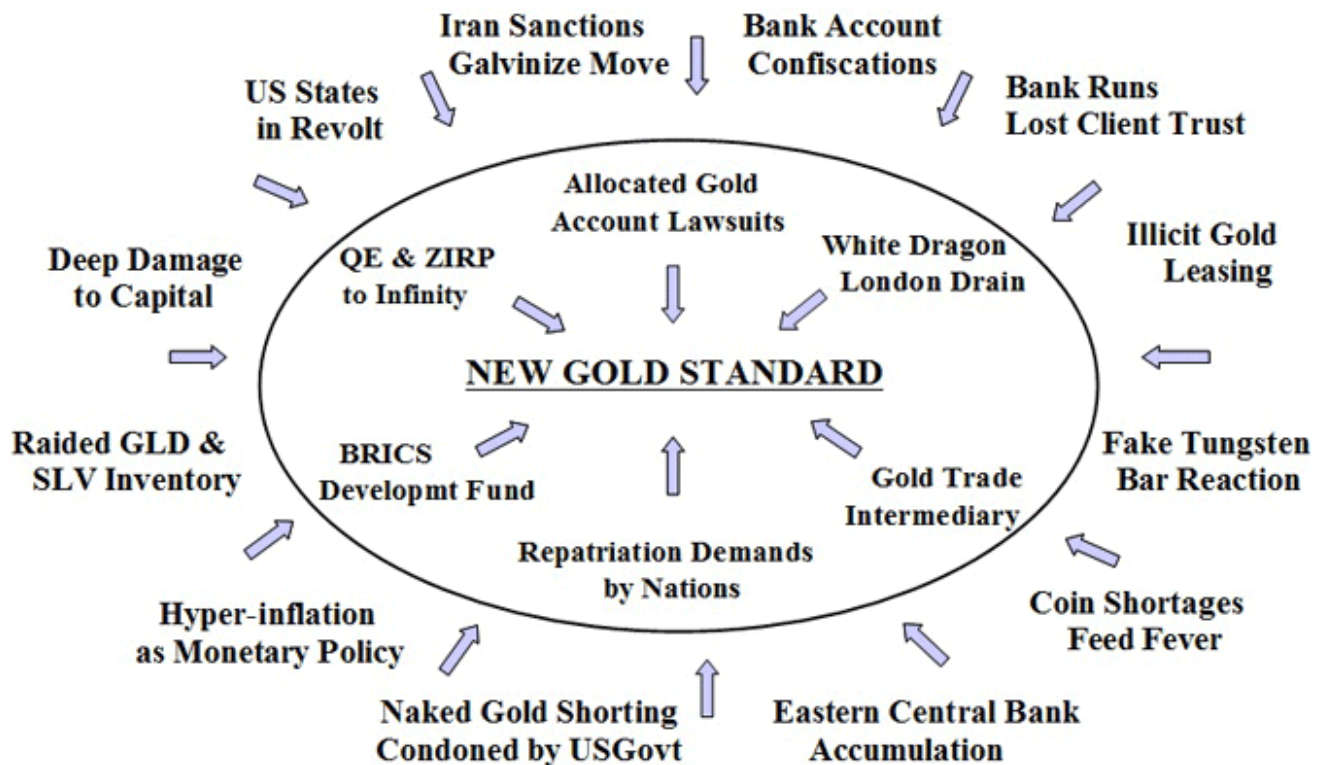 Iran Sanctions
Galvinize Move
Bank Account
Confiscations
US States
in Revolt
Bank Runs
Lost Client Trust
Allocated Gold
Account Lawsuits
Deep Damage
to Capital
QE & ZIRP
to Infinity
White Dragon
London Drain
Illicit Gold
Leasing
NEW GOLD STANDARD
Raided GLD &
SLV Inventory
BRICS
Developmt Fund
Gold Trade
Intermediary
Fake Tungsten
Bar Reaction
Repatriation Demands
by Nations
Hyper-inflation
as Monetary Policy
Coin Shortages
Feed Fever
Naked Gold Shorting
Condoned by USGovt
Eastern Central Bank
Accumulation